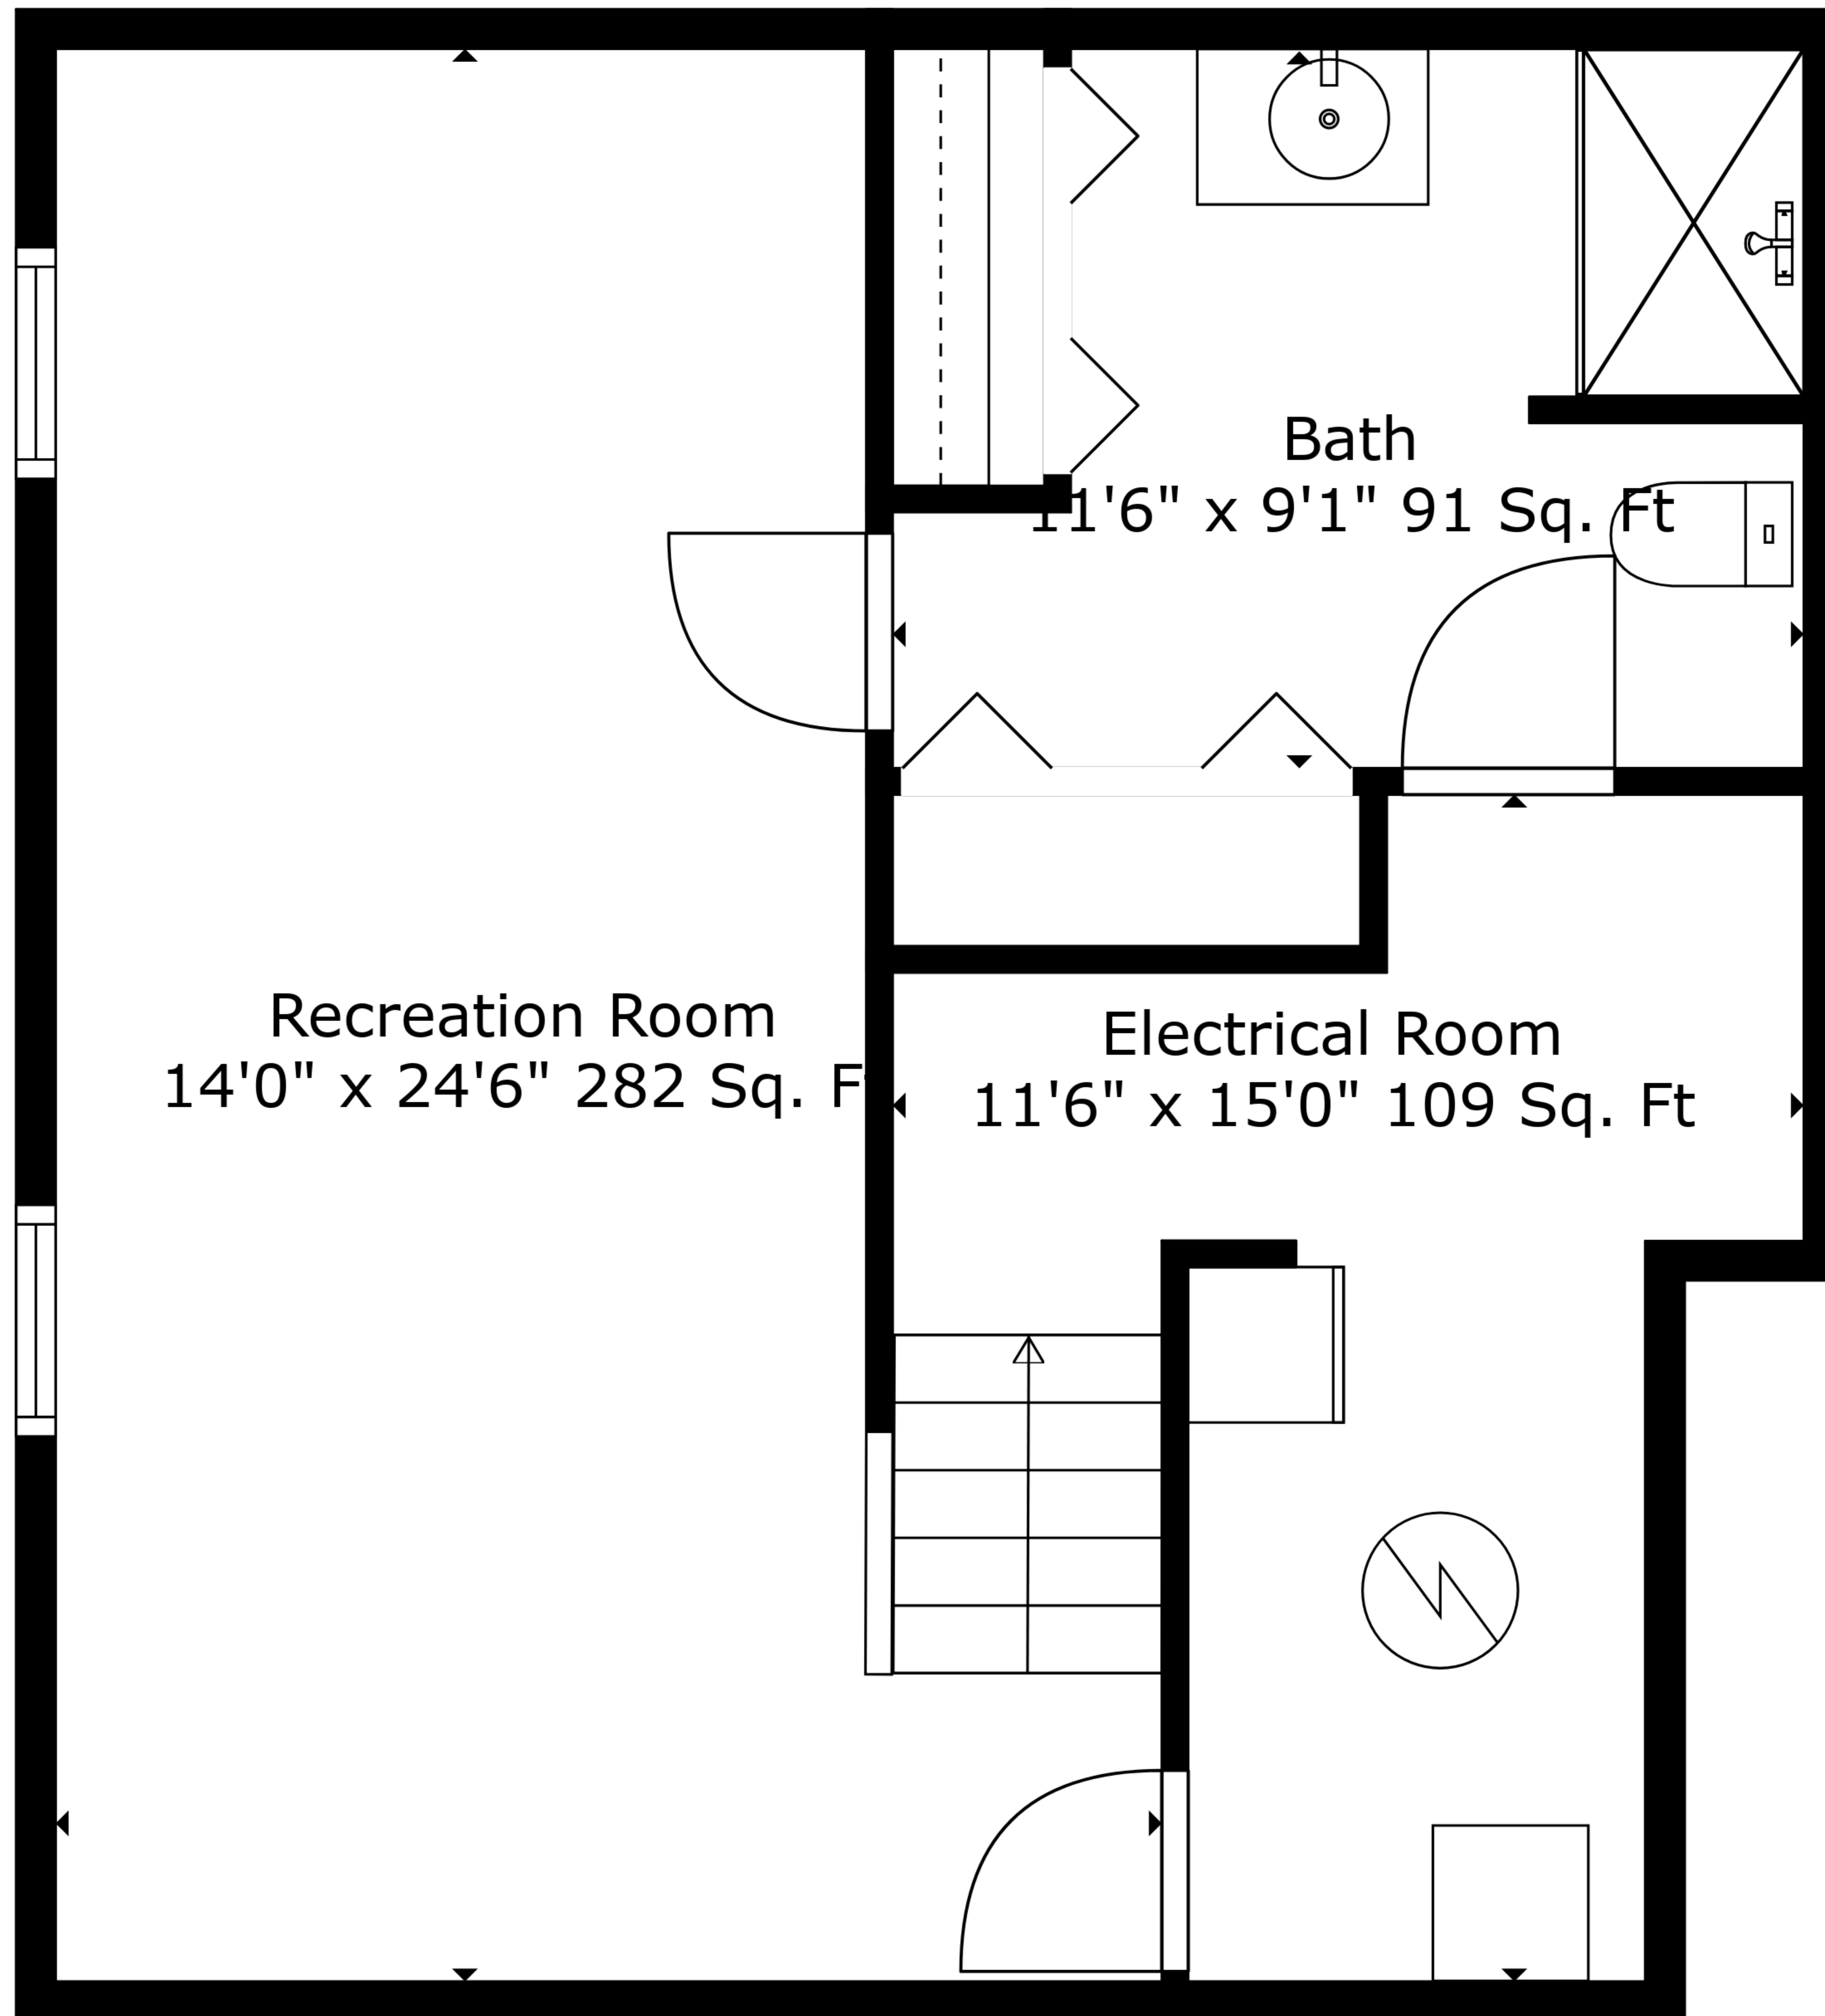 Bath
11'6" x 9'1" 91 Sq. Ft
Recreation Room
14'0" x 24'6" 282 Sq. F
Electrical Room
11'6" x 15'0" 109 Sq. Ft